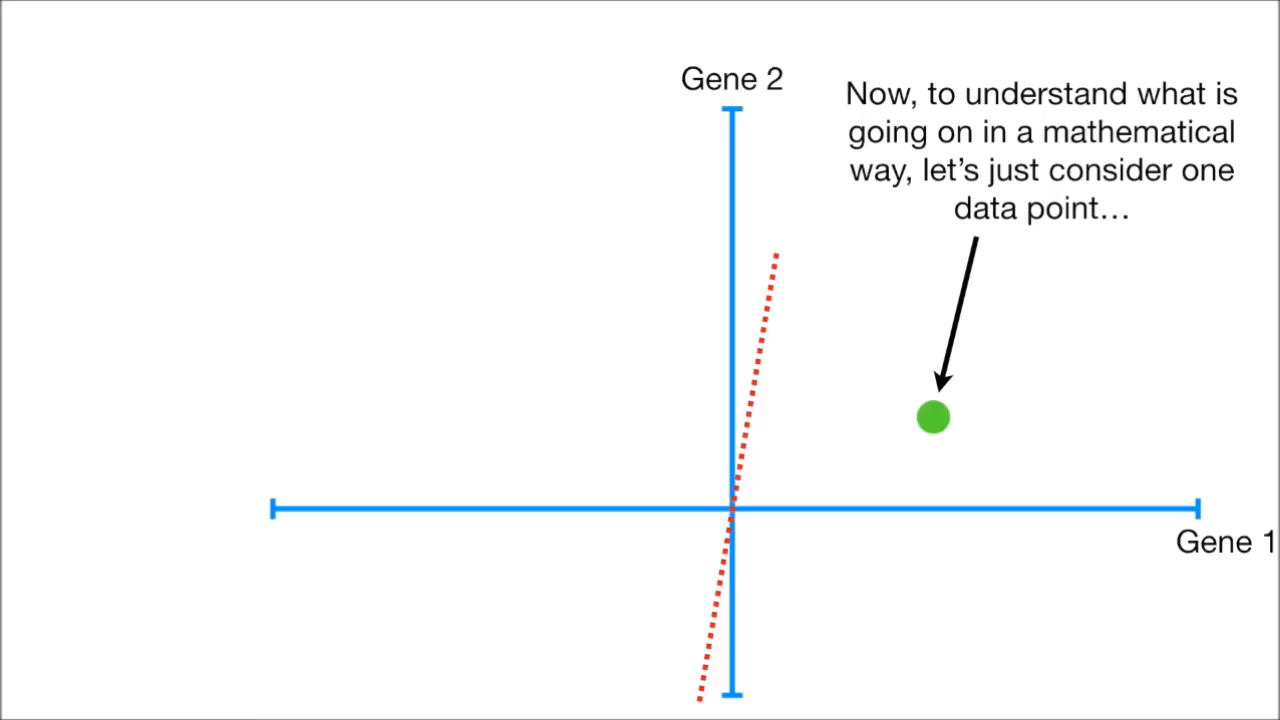 Gene 2
Now, to understand what is
going on in a mathematical
way, let’s just consider one
data point…
Gene 1